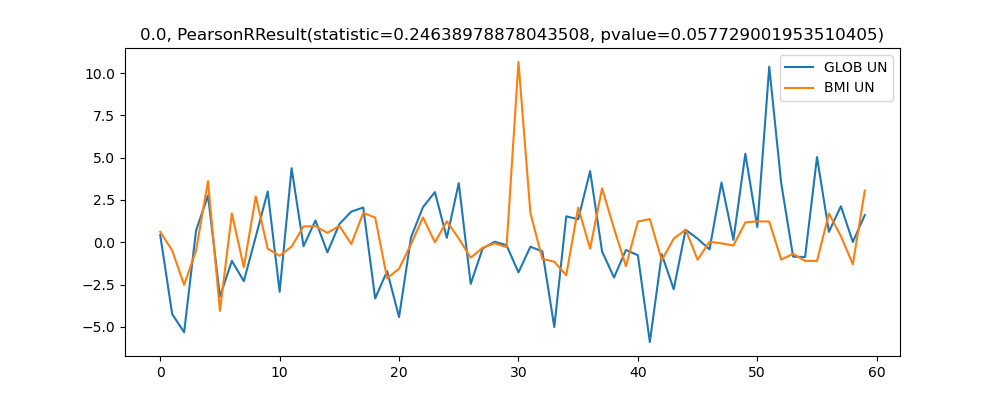 0.0, PearsonRResult(statistic=0.24638978878043508, pvalue=0.057729001953510405)
GLOB UN
BMI UN
10.0
7.5
5.0
2.5
0.0
−2.5
−5.0
0 10 20 30 40 50 60